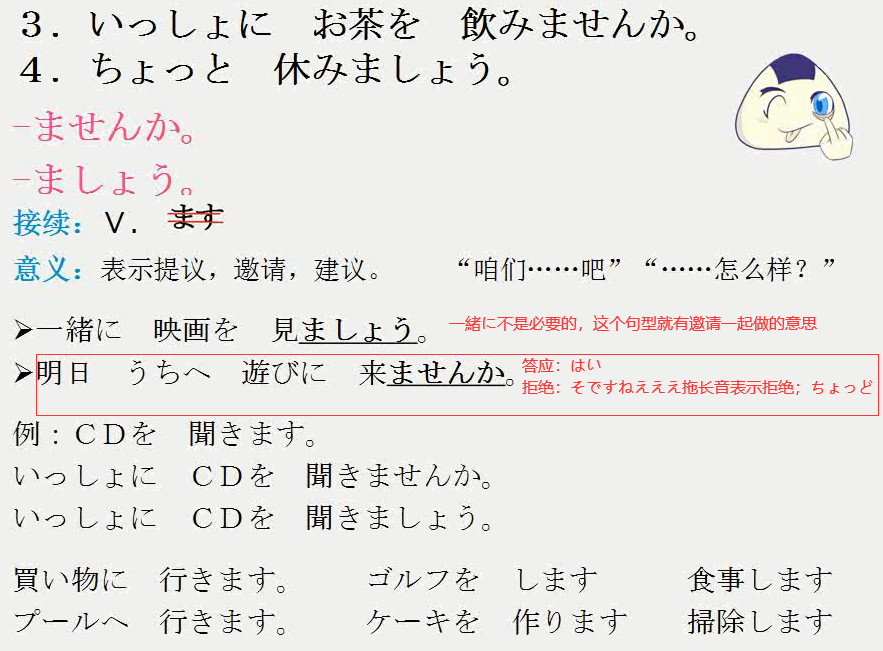 ３．いっしょに　お茶を　飲みませんか。
４．ちょっと　休みましょう。
-ませんか。
-ましょう。
接续：V．ます
意义：表示提议，邀请，建议。　　“咱们……吧”“……怎么样？”
➢一緒に　映画を　見ましょう。 一緒に不是必要的，这个句型就有邀请一起做的意思
➢明日　うちへ　遊びに　来ませんか。 答应：はい
拒绝：そですねえええ拖长音表示拒绝；ちょっど
例：ＣＤを　聞きます。
いっしょに　ＣＤを　聞きませんか。
いっしょに　ＣＤを　聞きましょう。
買い物に　行きます。　　ゴルフを　します　　食事します
プールへ　行きます。　　ケーキを　作ります　　掃除します